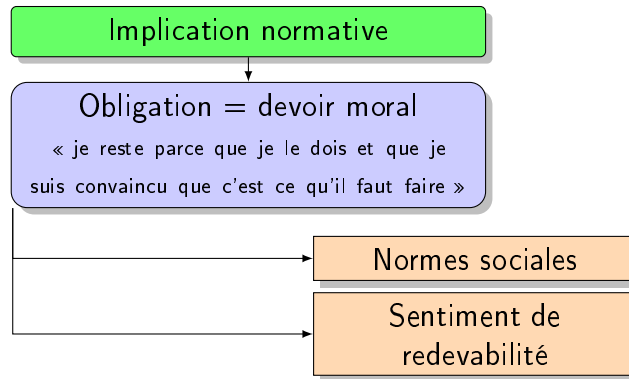 Implication normative
Obligation = devoir moral
« je reste parce que je le dois et que je
suis convaincu que c'est ce qu'il faut faire »
Normes sociales
Sentiment de
redevabilité